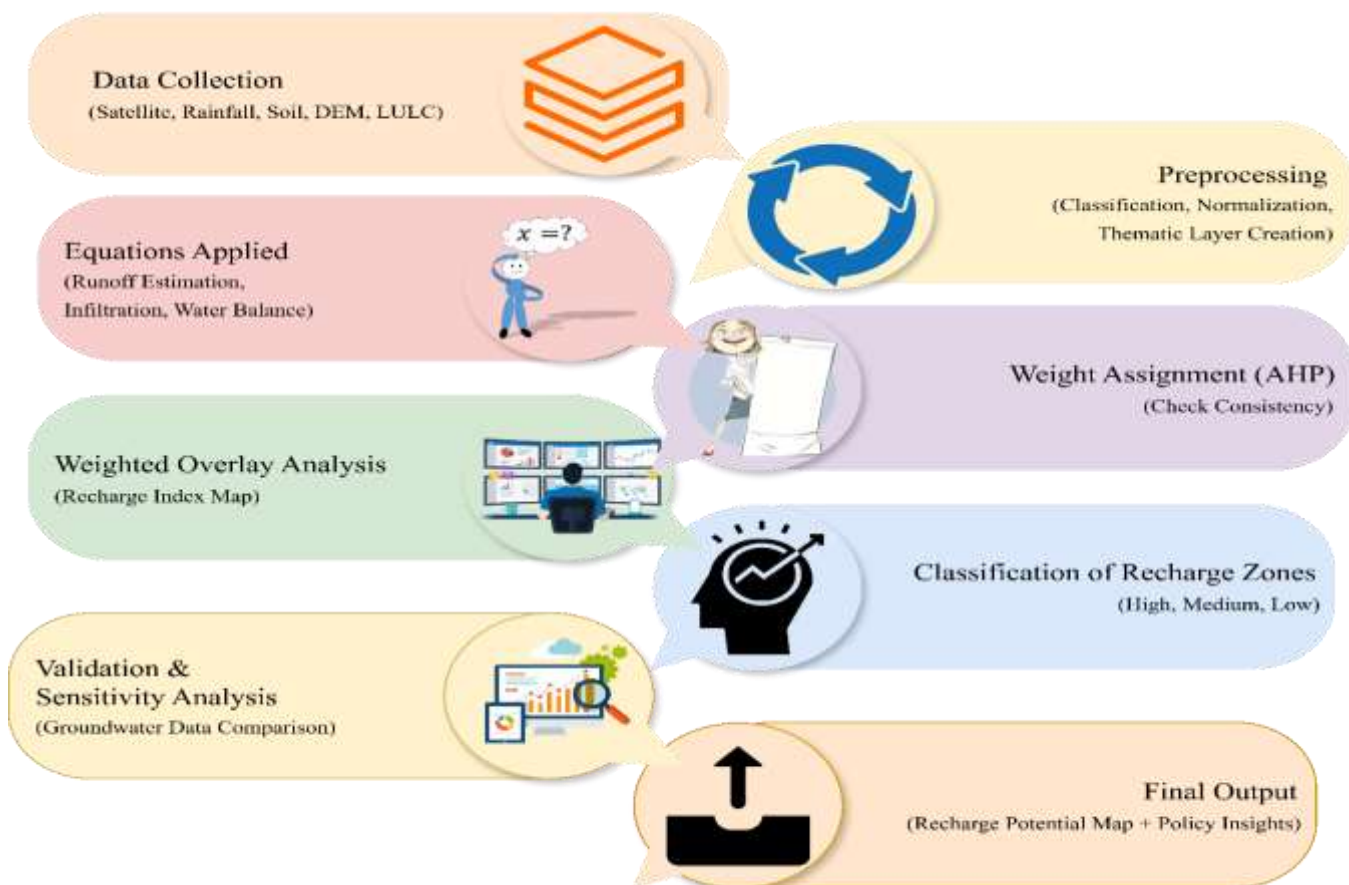 Data Collection
(Satellite, Rainfall, Soil, DEM, LULC)
Preprocessing
(Classification, Normalization,
Thematic Layer Creation)
x =?
Equations Applied
(Runoff Estimation,
Infiltration, Water Balance)
Weight Assignment (AHP)
(Check Consistency)
Weighted Overlay Analysis
(Recharge Index Map)
Classification of Recharge Zones
(High, Medium, Low)
Validation &
Sensitivity Analysis
(Groundwater Data Comparison)
Final Output
(Recharge Potential Map + Policy Insights)